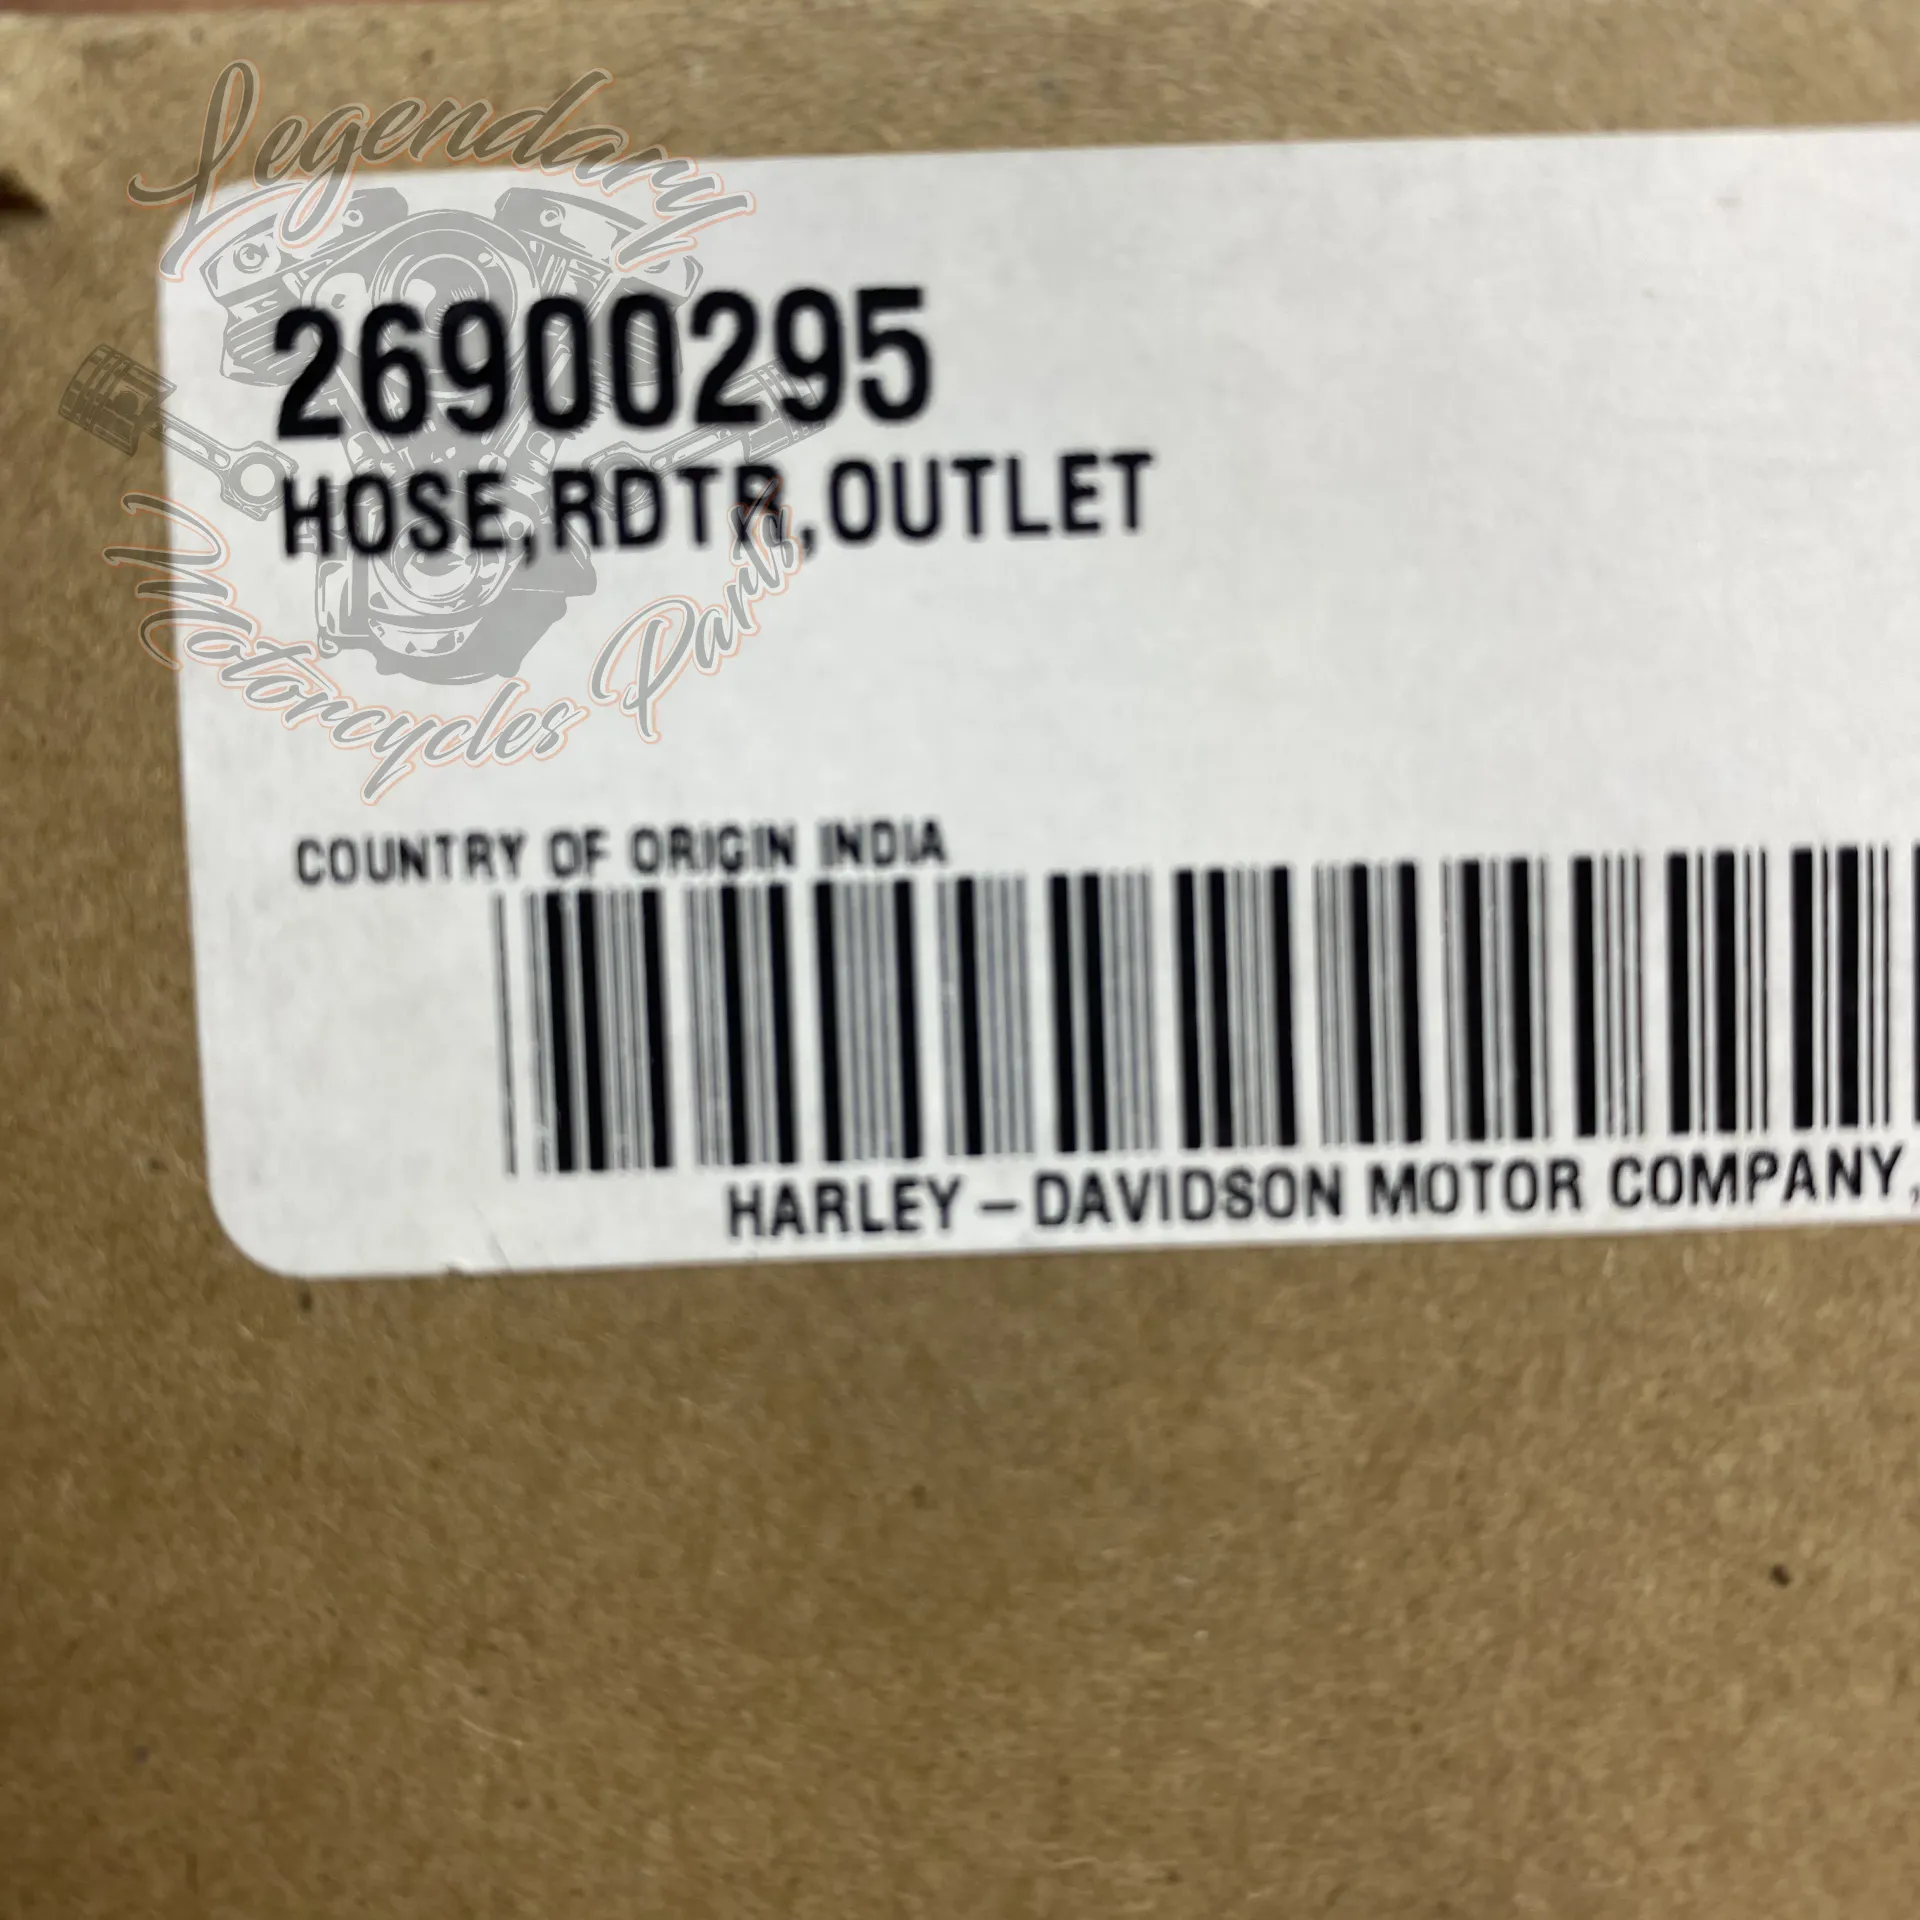 Legendary
26900295
HOSE,RDTR,OUTLET
Motorcycles Parts
COUNTRY OF ORIGIN INDIA
HARLEY-DAVIDSON MOTOR COMPANY,